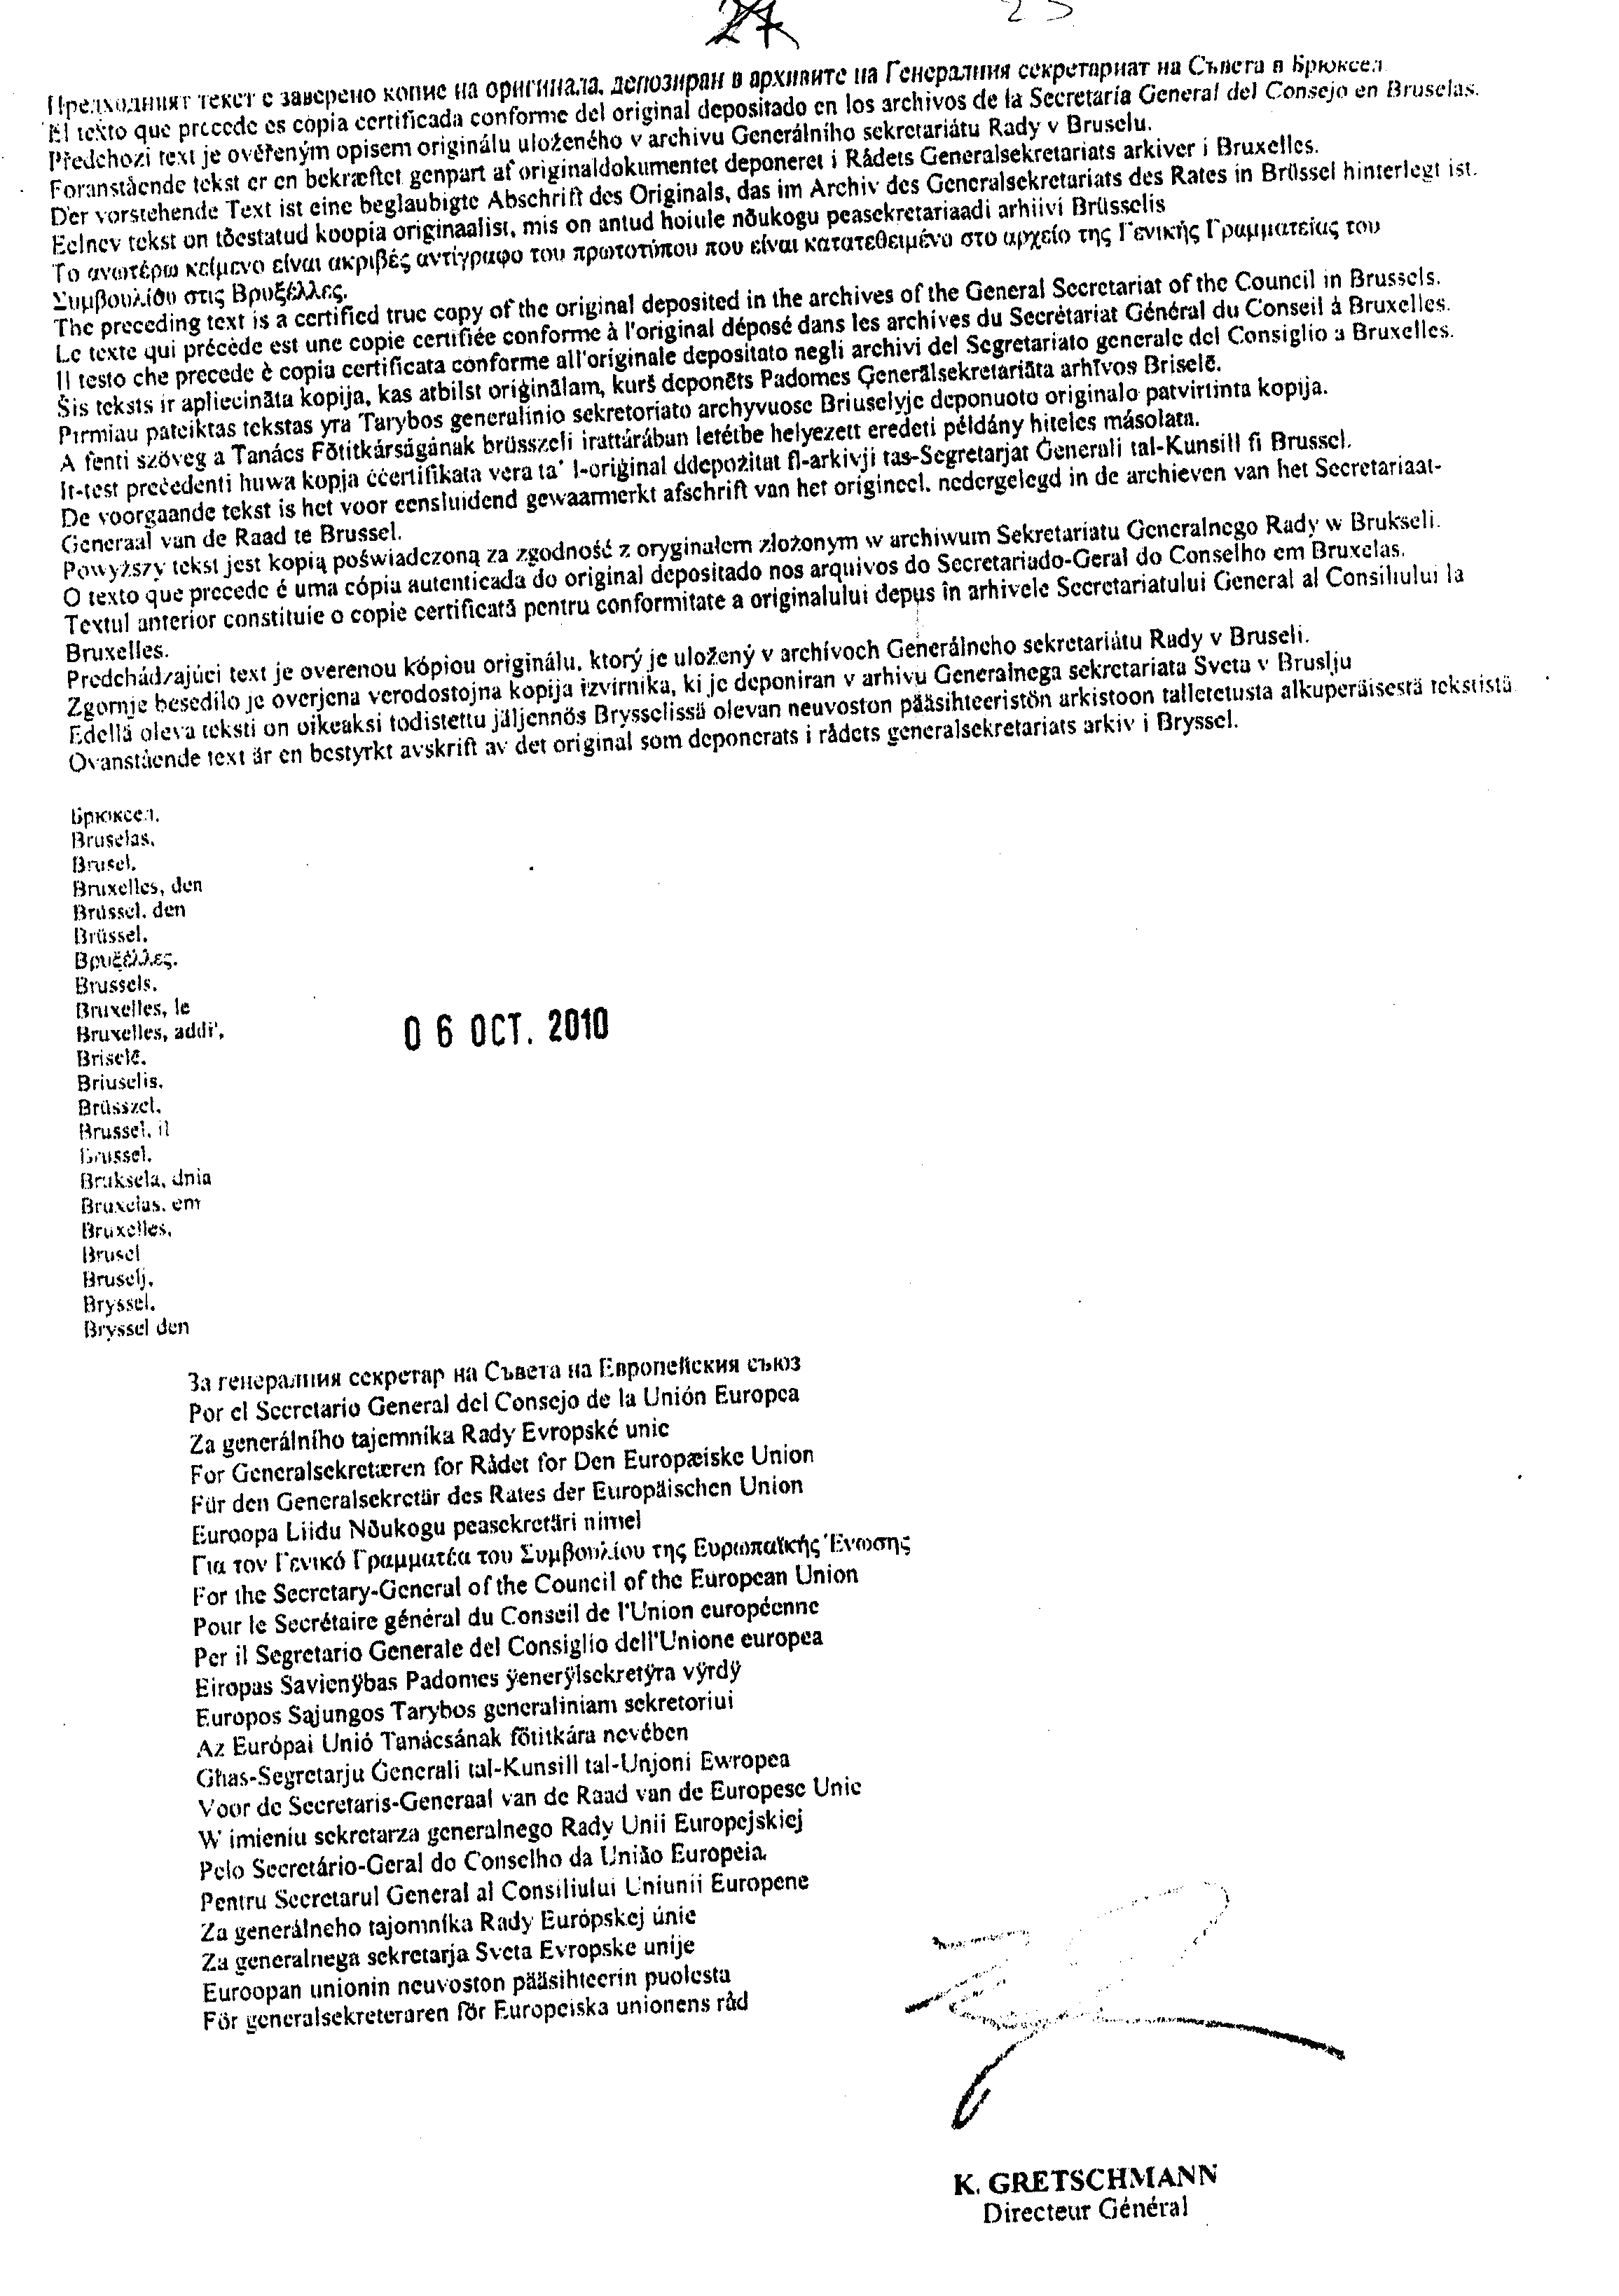 27
23
Предходният текст е заверено копие на оригинала, депозиран в архивите на Генералния секретариат на Съвета в Брюксел
El texto que precede es copia certificada conforme del original depositado en los archivos de la Secretaría General del Consejo en Bruselas.
Předchozí text je ověřeným opisem originálu uloženého v archivu Generálního sekretariátu Rady v Bruselu.
Foranstående tekst er en bekræftet genpart af originaldokumentet deponeret i Rådets Generalsekretariats arkiver i Bruxelles.
Der vorstehende Text ist eine beglaubigte Abschrift des Originals, das im Archiv des Generalsekretariats des Rates in Brüssel hinterlegt ist.
Eelnev tekst on tõestatud koopia originaalist, mis on antud hoiule nõukogu peasekretariaadi arhiivi Brüsselis
Το ανωτέρω κείμενο είναι ακριβές αντίγραφο του πρωτοτύπου που είναι κατατεθειμένο στο αρχείο της Γενικής Γραμματείας του
Συμβουλίου στις Βρυξέλλες.
The preceding text is a certified true copy of the original deposited in the archives of the General Secretariat of the Council in Brussels.
Le texte qui précède est une copie certifiée conforme à l'original déposé dans les archives du Secrétariat Général du Conseil à Bruxelles.
Il testo che precede è copia certificata conforme all'originale depositato negli archivi del Segretariato generale del Consiglio a Bruxelles.
Šis teksts ir apliecināta kopija, kas atbilst oriģinālam, kurš deponēts Padomes Ģenerālsekretariāta arhīvos Briselē.
Pirmiau pateiktas tekstas yra Tarybos generalinio sekretoriato archyvuose Briuselyje deponuoto originalo patvirtinta kopija.
A fenti szöveg a Tanács Főtitkárságának brüsszeli irattárában letétbe helyezett eredeti példány hiteles másolata.
It-test preċedenti huwa kopja ċċertifikata vera ta' l-original ddepożitat fl-arkivji tas-Segretarjat Ġenerali tal-Kunsill fi Brussel.
De voorgaande tekst is het voor eensluidend gewaarmerkt afschrift van het origineel, nedergelegd in de archieven van het Secretariaat-
Generaal van de Raad te Brussel.
Powyższy tekst jest kopią poświadczoną za zgodność z oryginałem złożonym w archiwum Sekretariatu Generalnego Rady w Brukseli.
O texto que precede é uma cópia autenticada do original depositado nos arquivos do Secretariado-Geral do Conselho em Bruxelas.
Textul anterior constituie o copie certificată pentru conformitate a originalului depus în arhivele Secretariatului General al Consiliului la
Bruxelles.
Predchádzajúci text je overenou kópiou originálu, ktorý je uložený v archívoch Generálneho sekretariátu Rady v Bruseli.
Zgornje besedilo je overjena verodostojna kopija izvirnika, ki je deponiran v arhivu Generalnega sekretariata Sveta v Bruslju
Edellä oleva teksti on oikeaksi todistettu jäljennös Brysselissä olevan neuvoston pääsihteeristön arkistoon talletetusta alkuperäisestä tekstistä
Ovanstående text är en bestyrkt avskrift av det original som deponerats i rådets generalsekretariats arkiv i Bryssel.
Брюксел,
Bruselas,
Brusel,
Bruxelles, den
Brüssel, den
Brüssel,
Βρυξέλλες,
Brussels,
Bruxelles, le
Bruxelles, addi',
Briselē,
Briuselis,
Brüsszel,
Brussel, il
Brussel,
Bruksela, dnia
Bruxelas, em
Bruxelles,
Brusel
Bruselj,
Bryssel,
Bryssel den
06 OCT. 2010
За генералния секретар на Съвета на Европейския съюз
Por el Secretario General del Consejo de la Unión Europea
Za generálního tajemníka Rady Evropské unie
For Generalsekretæren for Rådet for Den Europæiske Union
Für den Generalsekretär des Rates der Europäischen Union
Euroopa Liidu Nõukogu peasekretäri nimel
Για τον Γενικό Γραμματέα του Συμβουλίου της Ευρωπαϊκής Ένωσης
For the Secretary-General of the Council of the European Union
Pour le Secrétaire général du Conseil de l'Union européenne
Per il Segretario Generale del Consiglio dell'Unione europea
Eiropas Savienÿbas Padomes ÿenerÿlsekretÿra vÿrdÿ
Europos Sąjungos Tarybos generaliniam sekretoriui
Az Európai Unió Tanácsának főtitkára nevében
Għas-Segretarju Ġenerali tal-Kunsill tal-Unjoni Ewropea
Voor de Secretaris-Generaal van de Raad van de Europese Unie
W imieniu sekretarza generalnego Rady Unii Europejskiej
Pelo Secretário-Geral do Conselho da União Europeia
Pentru Secretarul General al Consiliului Uniunii Europene
Za generálneho tajomníka Rady Európskej únie
Za generalnega sekretarja Sveta Evropske unije
Euroopan unionin neuvoston pääsihteerin puolesta
För generalsekreteraren för Europeiska unionens råd
K. GRETSCHMANN
Directeur Général